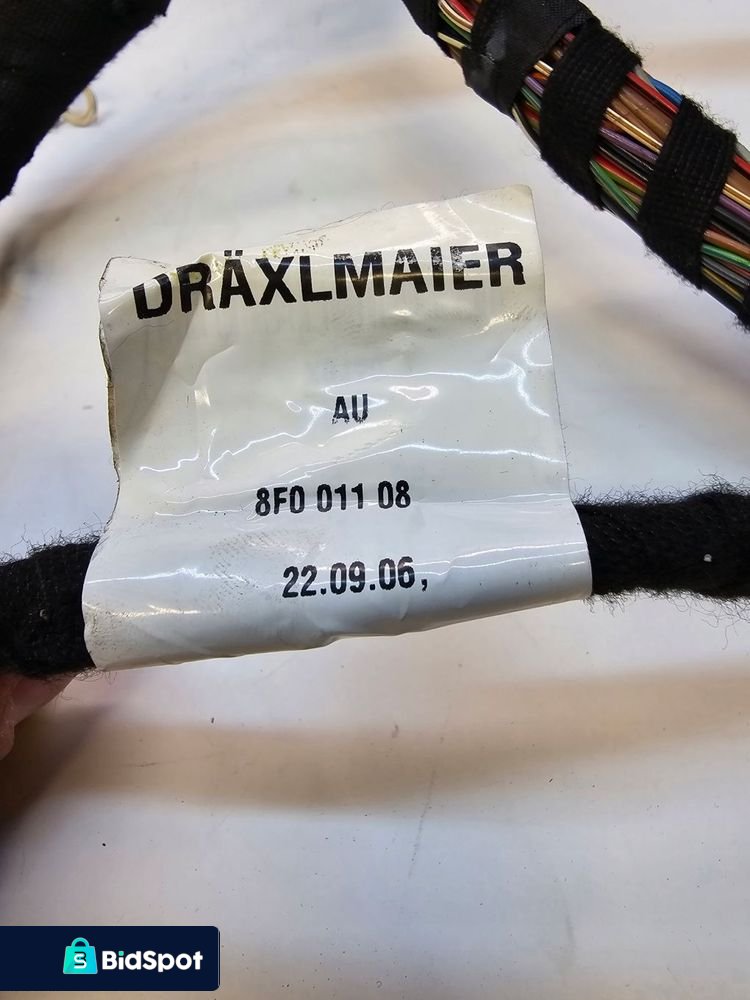 DRÄXLMAIER
AU
8F0 011 08
22.09.06,
BidSpot